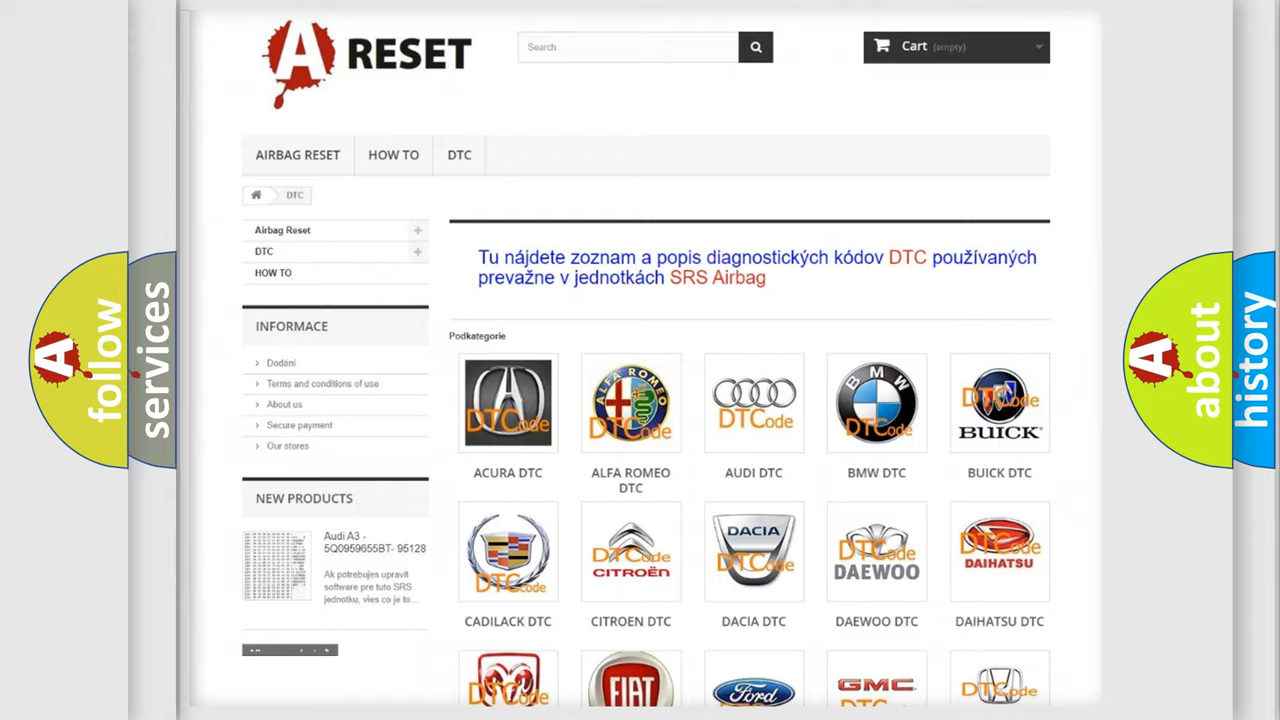 A RESET
Search
Cart (empty)
AIRBAG RESET
HOW TO
DTC
DTC
Airbag Reset
DTC
HOW TO
INFORMACE
Dodání
Terms and conditions of use
About us
Secure payment
Our stores
NEW PRODUCTS
Audi A3 -
5Q0959655BT- 95128
Ak potrebujes upravit
software pre tuto SRS
jednotku, vies co je to...
Tu nájdete zoznam a popis diagnostických kódov DTC používaných
prevažne v jednotkách SRS Airbag
Podkategorie
DTCode
ALFA ROMEO
DTCode
DTCode
BMW
DTCode
DTCode
BUICK
ACURA DTC
ALFA ROMEO
DTC
AUDI DTC
BMW DTC
BUICK DTC
DTCode
DTCode
CITROËN
DACIA
DTCode
DTCode
DAEWOO
DTCode
DAIHATSU
CADILACK DTC
CITROEN DTC
DACIA DTC
DAEWOO DTC
DAIHATSU DTC
DTCode
FIAT
Ford
GMC
DTCode
A follow
services
A about
history